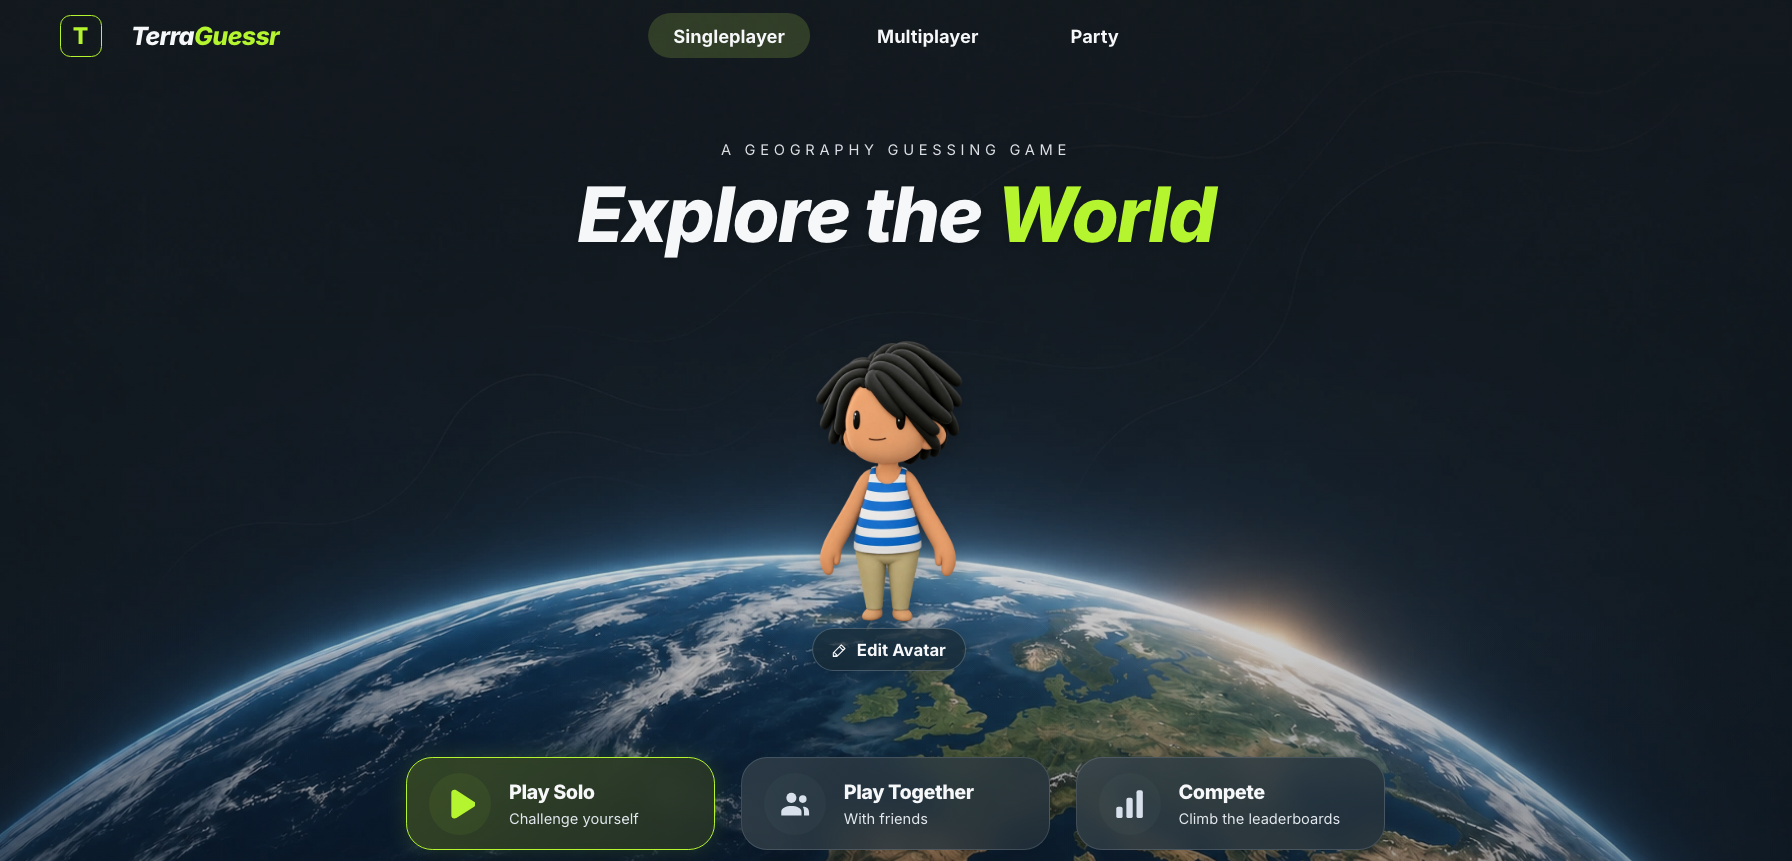 T
TerraGuessr
Singleplayer
Multiplayer
Party
A GEOGRAPHY GUESSING GAME
Explore the World
Edit Avatar
Play Solo
Challenge yourself
Play Together
With friends
Compete
Climb the leaderboards